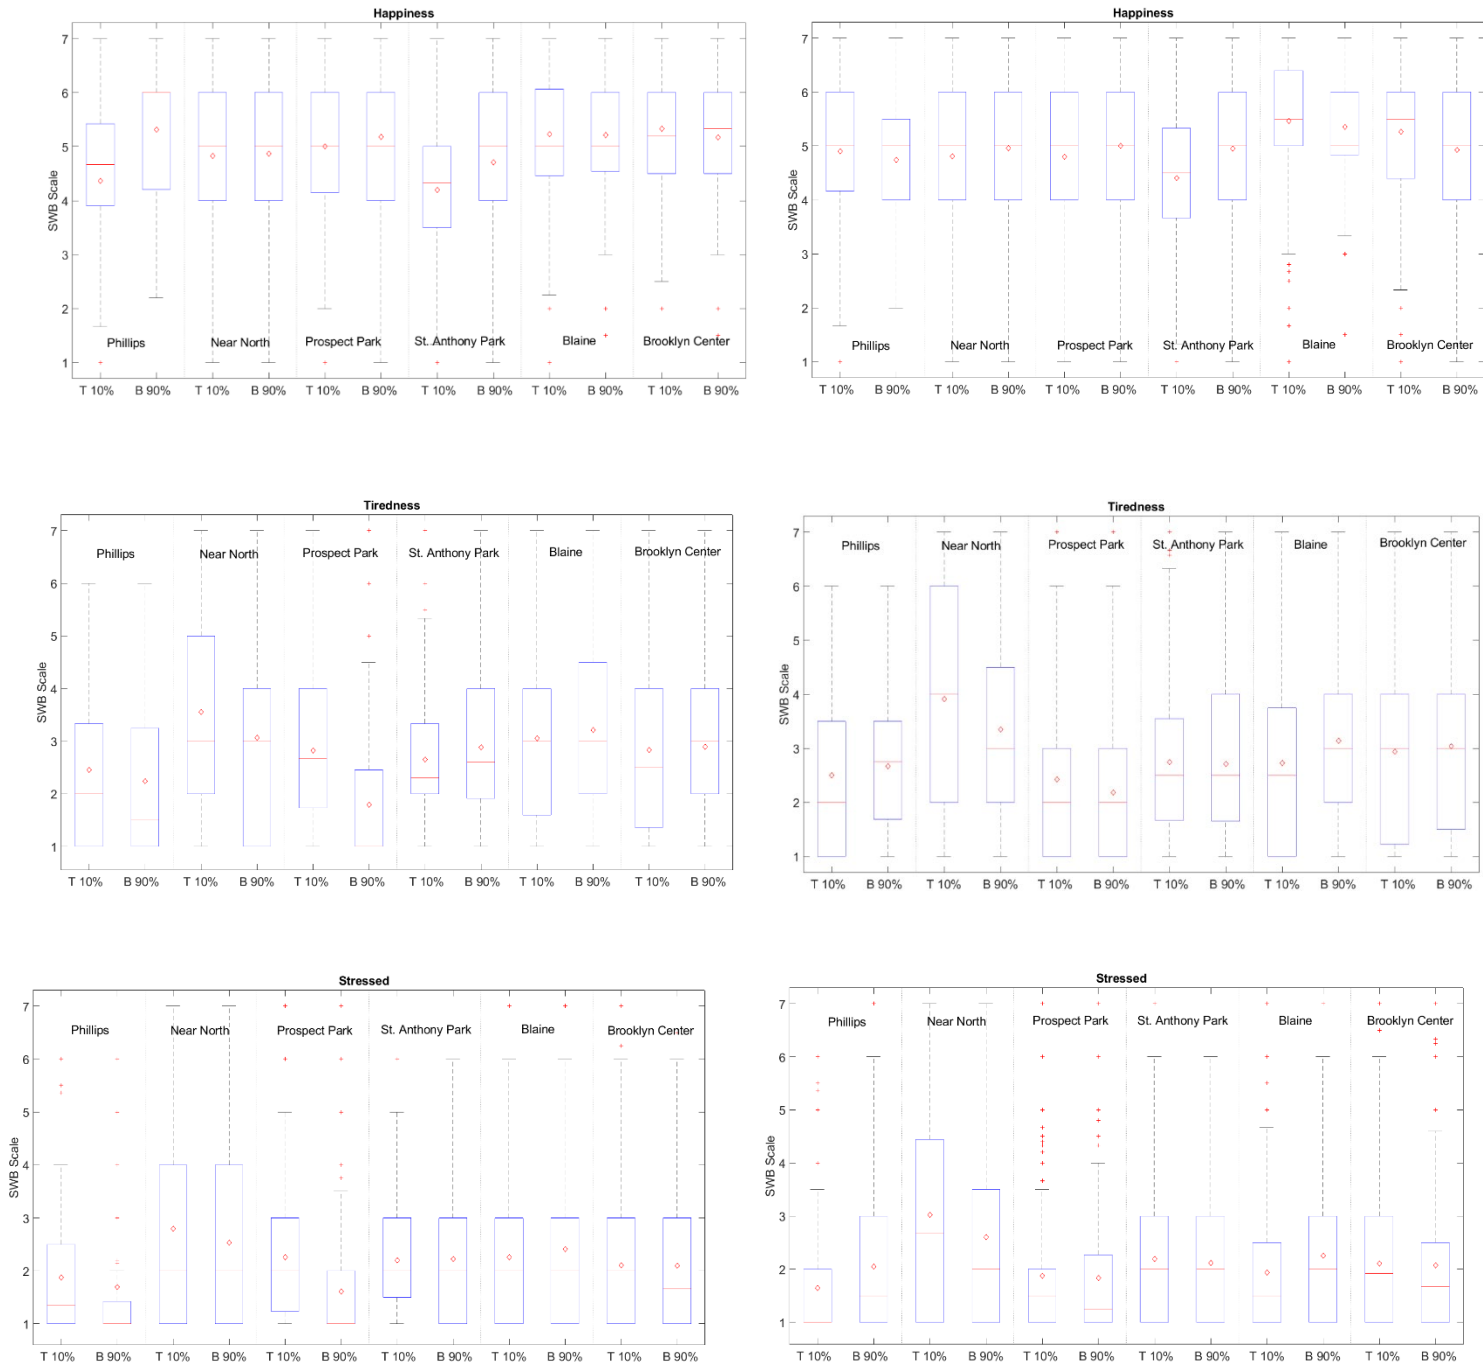 Happiness
7
6
5
4
3
2
1
SWB Scale
Phillips Near North Prospect Park St. Anthony Park Blaine Brooklyn Center
T 10% B 90% T 10% B 90% T 10% B 90% T 10% B 90% T 10% B 90% T 10% B 90%
Happiness
7
6
5
4
3
2
1
SWB Scale
Phillips Near North Prospect Park St. Anthony Park Blaine Brooklyn Center
T 10% B 90% T 10% B 90% T 10% B 90% T 10% B 90% T 10% B 90% T 10% B 90%
Tiredness
7
6
5
4
3
2
1
SWB Scale
Phillips Near North Prospect Park St. Anthony Park Blaine Brooklyn Center
T 10% B 90% T 10% B 90% T 10% B 90% T 10% B 90% T 10% B 90% T 10% B 90%
Tiredness
7
6
5
4
3
2
1
SWB Scale
Phillips Near North Prospect Park St. Anthony Park Blaine Brooklyn Center
T 10% B 90% T 10% B 90% T 10% B 90% T 10% B 90% T 10% B 90% T 10% B 90%
Stressed
7
6
5
4
3
2
1
SWB Scale
Phillips Near North Prospect Park St. Anthony Park Blaine Brooklyn Center
T 10% B 90% T 10% B 90% T 10% B 90% T 10% B 90% T 10% B 90% T 10% B 90%
Stressed
7
6
5
4
3
2
1
SWB Scale
Phillips Near North Prospect Park St. Anthony Park Blaine Brooklyn Center
T 10% B 90% T 10% B 90% T 10% B 90% T 10% B 90% T 10% B 90% T 10% B 90%